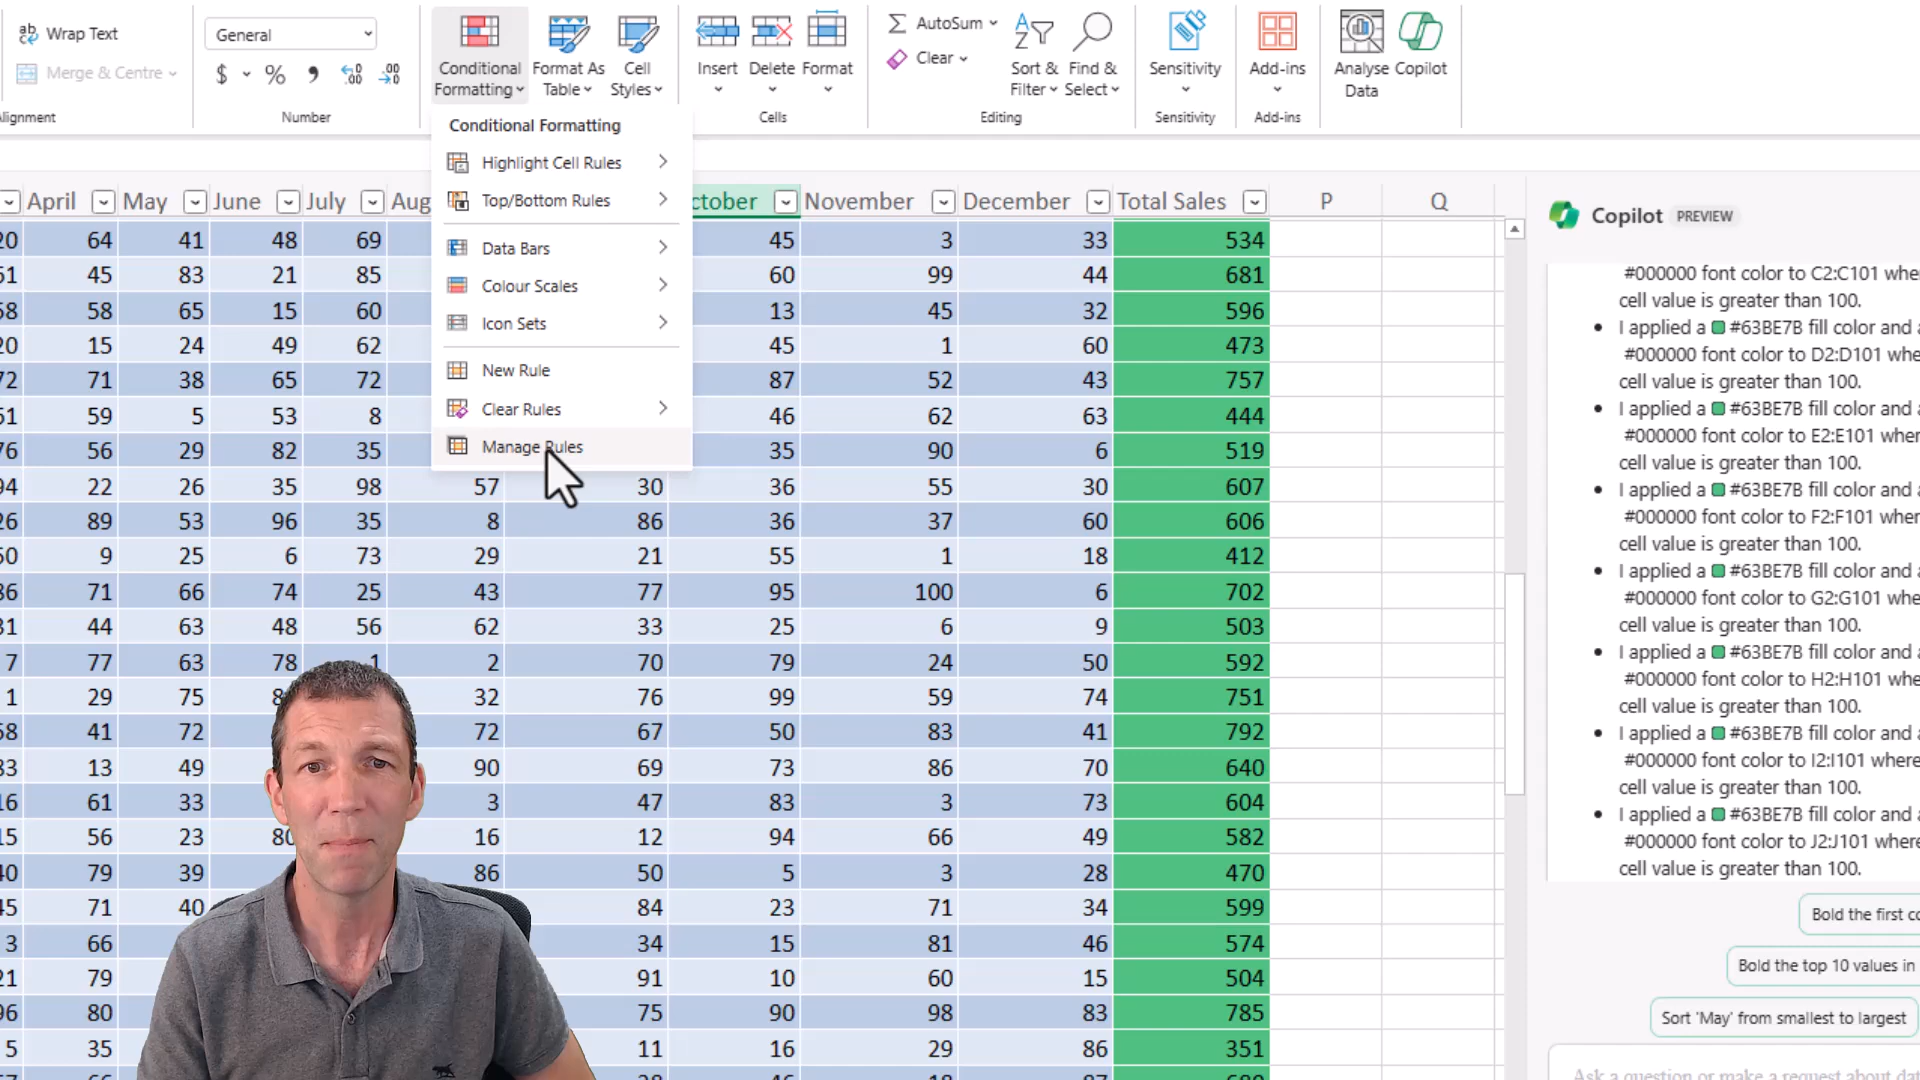 ab Wrap Text
Merge & Centre
lignment
General
$ % , .00 .00
Number
Conditional Formatting
Format As Table
Cell Styles
Insert
Delete
Format
Cells
AutoSum
Clear
Sort & Filter
Find & Select
Editing
Sensitivity
Sensitivity
Add-ins
Add-ins
Analyse Data
Copilot
Conditional Formatting
Highlight Cell Rules
Top/Bottom Rules
Data Bars
Colour Scales
Icon Sets
New Rule
Clear Rules
Manage Rules
April May June July Aug ctober November December Total Sales P Q
20 64 41 48 69 45 3 33 534
51 45 83 21 85 60 99 44 681
58 58 65 15 60 13 45 32 596
20 15 24 49 62 45 1 60 473
72 71 38 65 72 87 52 43 757
51 59 5 53 8 46 62 63 444
76 56 29 82 35 35 90 6 519
94 22 26 35 98 57 30 36 55 30 607
26 89 53 96 35 8 86 36 37 60 606
50 9 25 6 73 29 21 55 1 18 412
86 71 66 74 25 43 77 95 100 6 702
31 44 63 48 56 62 33 25 6 9 503
7 77 63 78 1 2 70 79 24 50 592
1 29 75 8 32 76 99 59 74 751
58 41 72 72 67 50 83 41 792
83 13 49 90 69 73 86 70 640
16 61 33 3 47 83 3 73 604
15 56 23 80 16 12 94 66 49 582
40 79 39 86 50 5 3 28 470
45 71 40 84 23 71 34 599
3 66 34 15 81 46 574
21 79 91 10 60 15 504
96 80 75 90 98 83 785
5 35 11 16 29 86 351
Copilot PREVIEW
#000000 font color to C2:C101 whe
cell value is greater than 100.
• I applied a #63BE7B fill color and a
#000000 font color to D2:D101 whe
cell value is greater than 100.
• I applied a #63BE7B fill color and a
#000000 font color to E2:E101 wher
cell value is greater than 100.
• I applied a #63BE7B fill color and a
#000000 font color to F2:F101 wher
cell value is greater than 100.
• I applied a #63BE7B fill color and a
#000000 font color to G2:G101 whe
cell value is greater than 100.
• I applied a #63BE7B fill color and a
#000000 font color to H2:H101 whe
cell value is greater than 100.
• I applied a #63BE7B fill color and a
#000000 font color to I2:I101 where
cell value is greater than 100.
• I applied a #63BE7B fill color and a
#000000 font color to J2:J101 where
cell value is greater than 100.
Bold the first co
Bold the top 10 values in
Sort 'May' from smallest to largest
Ask a question or make a request about dat